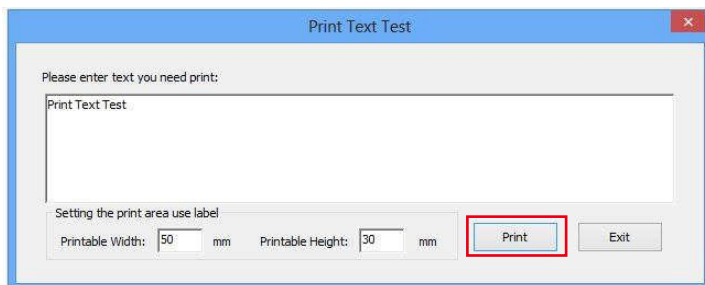 Print Text Test
Please enter text you need print:
Print Text Test
Setting the print area use label
Printable Width: 50 mm Printable Height: 30 mm Print Exit